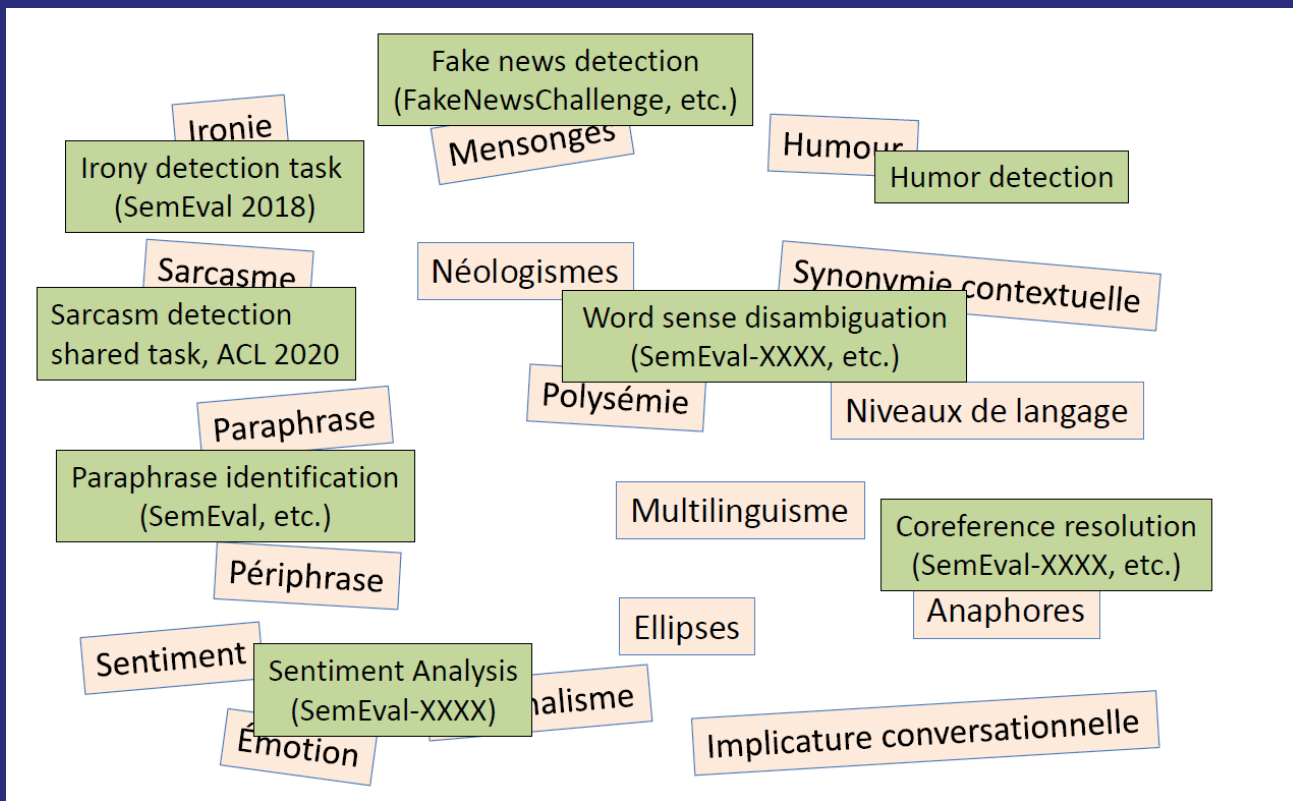 Fake news detection
(FakeNewsChallenge, etc.)
Ironie
Mensonges
Humour
Irony detection task
(SemEval 2018)
Humor detection
Sarcasme
Néologismes
Synonymie contextuelle
Sarcasm detection
shared task, ACL 2020
Word sense disambiguation
(SemEval-XXXX, etc.)
Polysémie
Niveaux de langage
Paraphrase
Paraphrase identification
(SemEval, etc.)
Multilinguisme
Coreference resolution
(SemEval-XXXX, etc.)
Périphrase
Anaphores
Ellipses
Sentiment
Sentiment Analysis
(SemEval-XXXX)
nalisme
Émotion
Implicature conversationnelle